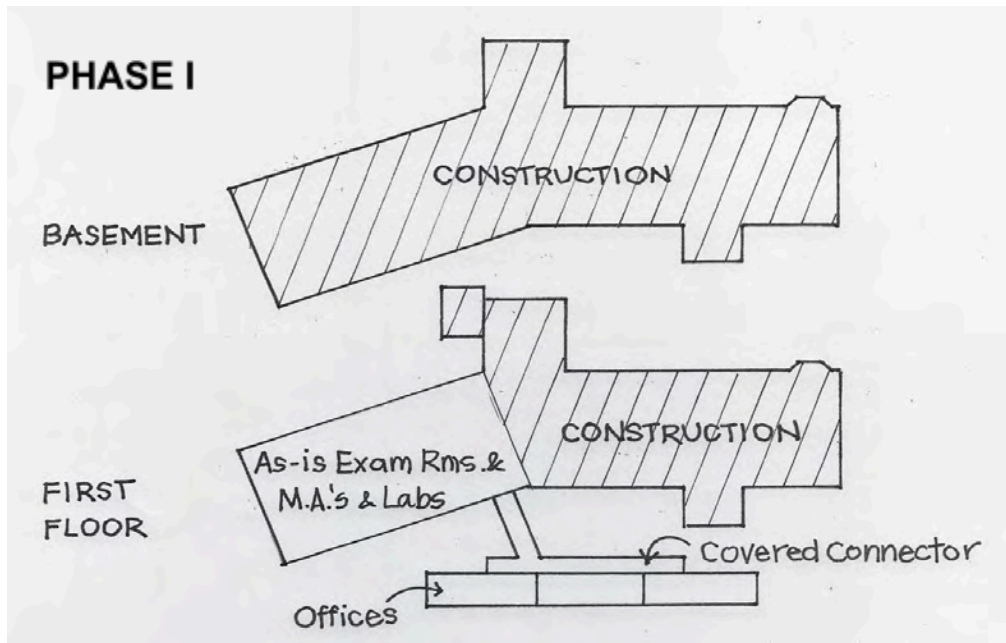 PHASE I
CONSTRUCTION
BASEMENT
As-is Exam Rms. &
M.A.'s & Labs
CONSTRUCTION
FIRST
FLOOR
Covered Connector
Offices